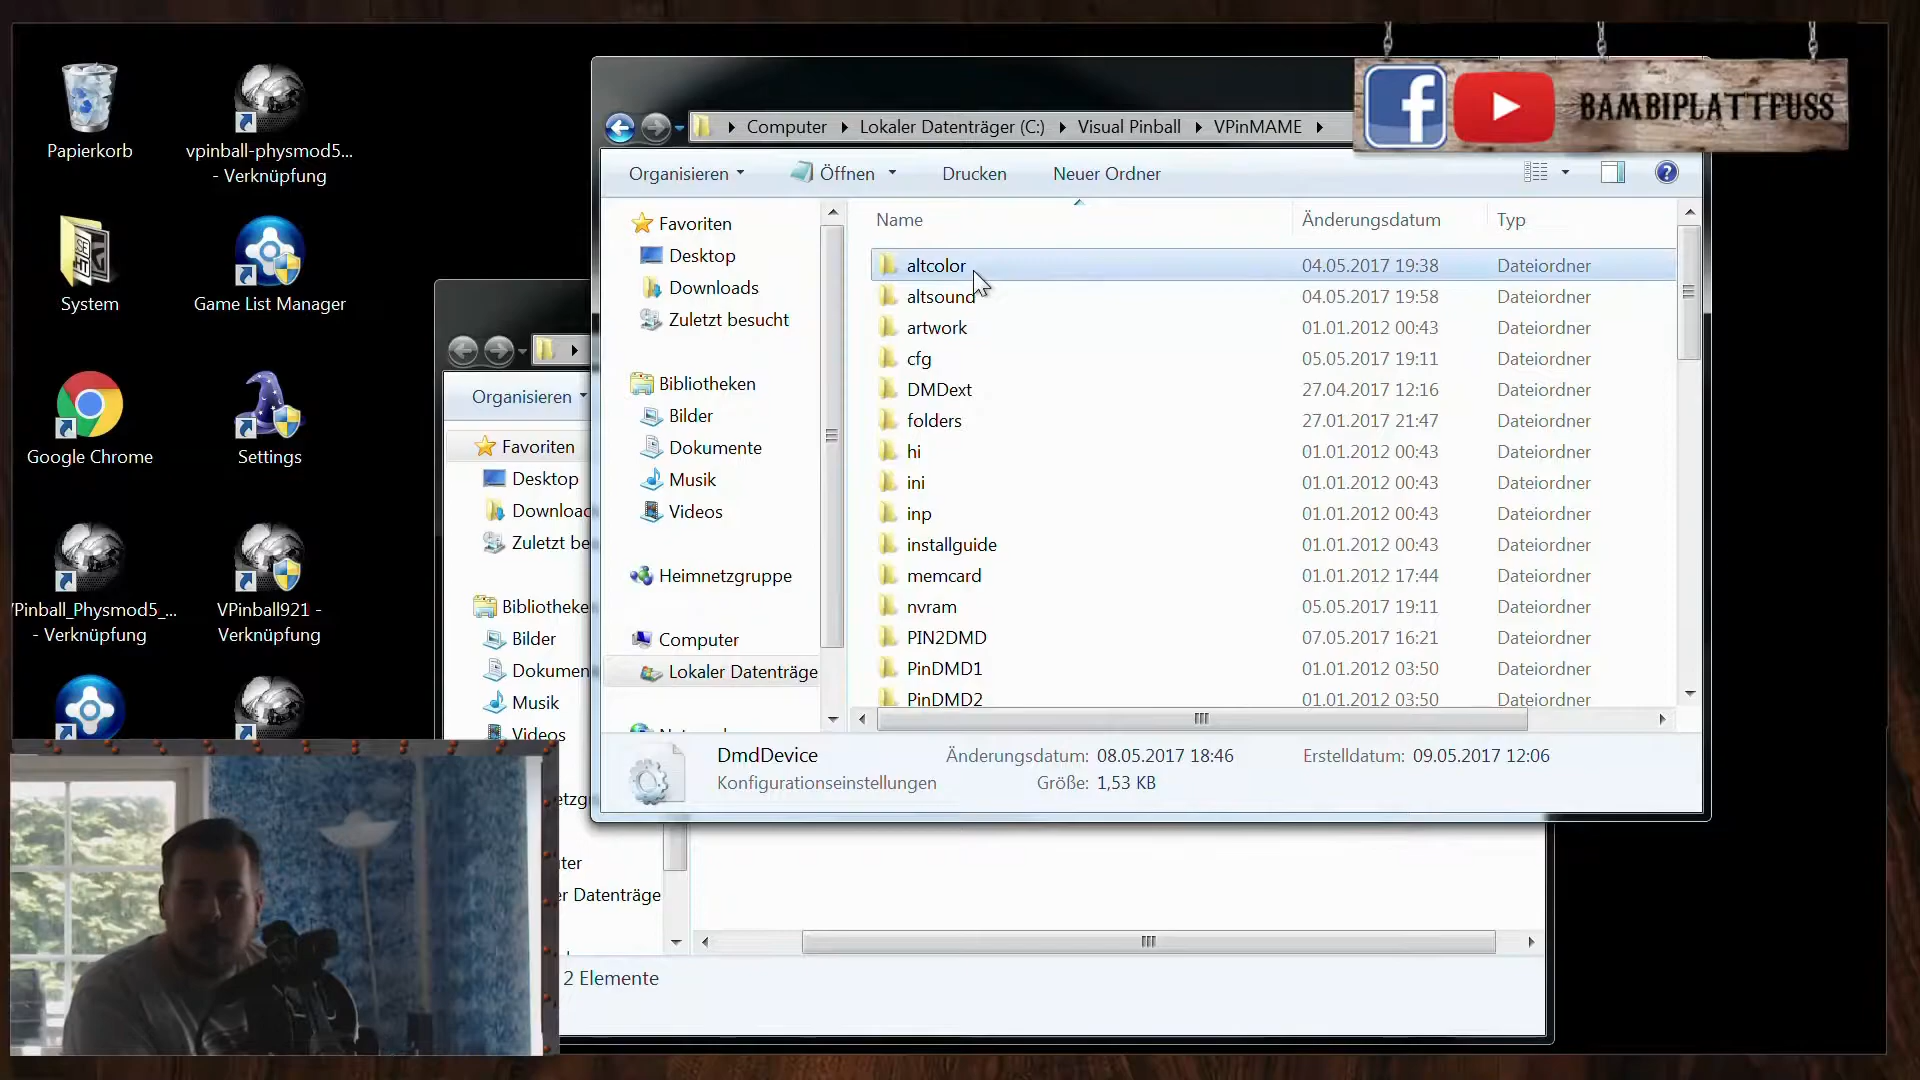 BAMBIPLATTFUSS
Papierkorb
vpinball-physmod5...
- Verknüpfung
System
Game List Manager
Google Chrome
Settings
Pinball_Physmod5_...
- Verknüpfung
VPinball921 -
Verknüpfung
Computer
Lokaler Datenträger (C:)
Visual Pinball
VPinMAME
Organisieren
Öffnen
Drucken
Neuer Ordner
Favoriten
Desktop
Downloads
Zuletzt besucht
Bibliotheken
Bilder
Dokumente
Musik
Videos
Heimnetzgruppe
Computer
Lokaler Datenträge
Name Änderungsdatum Typ
altcolor 04.05.2017 19:38 Dateiordner
altsound 04.05.2017 19:58 Dateiordner
artwork 01.01.2012 00:43 Dateiordner
cfg 05.05.2017 19:11 Dateiordner
DMDext 27.04.2017 12:16 Dateiordner
folders 27.01.2012 21:47 Dateiordner
hi 01.01.2012 00:43 Dateiordner
ini 01.01.2012 00:43 Dateiordner
inp 01.01.2012 00:43 Dateiordner
installguide 01.01.2012 00:43 Dateiordner
memcard 01.01.2012 17:44 Dateiordner
nvram 05.05.2017 19:11 Dateiordner
PIN2DMD 07.05.2017 16:21 Dateiordner
PinDMD1 01.01.2012 03:50 Dateiordner
PinDMD2 01.01.2012 03:50 Dateiordner
DmdDevice Änderungsdatum: 08.05.2017 18:46 Erstelldatum: 09.05.2017 12:06
Konfigurationseinstellungen Größe: 1,53 KB
Organisieren
Favoriten
Desktop
Downloa
Zuletzt be
Bibliotheke
Bilder
Dokumen
Musik
Videos
etzg
ter
r Datenträge
2 Elemente